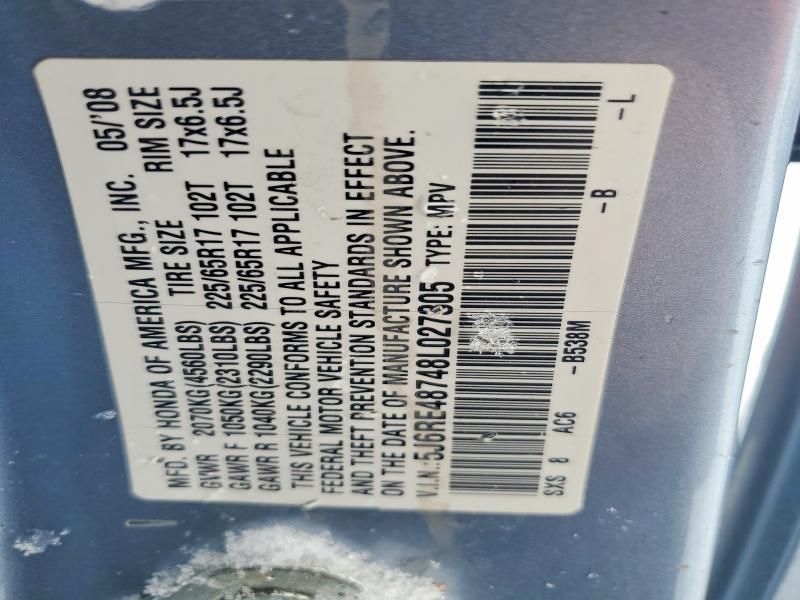 MFD. BY HONDA OF AMERICA MFG., INC. 05/'08
GVWR 2070KG(4560LBS) TIRE SIZE RIM SIZE
GAWR F 1050KG(2310LBS) 225/65R17 102T 17x6.5J
GAWR R 1040KG(2290LBS) 225/65R17 102T 17x6.5J
THIS VEHICLE CONFORMS TO ALL APPLICABLE
FEDERAL MOTOR VEHICLE SAFETY
AND THEFT PREVENTION STANDARDS IN EFFECT
ON THE DATE OF MANUFACTURE SHOWN ABOVE.
V.I.N.:5J6RE48748L027305 TYPE: MPV
SXS 8 AC6 -B538M -B -L